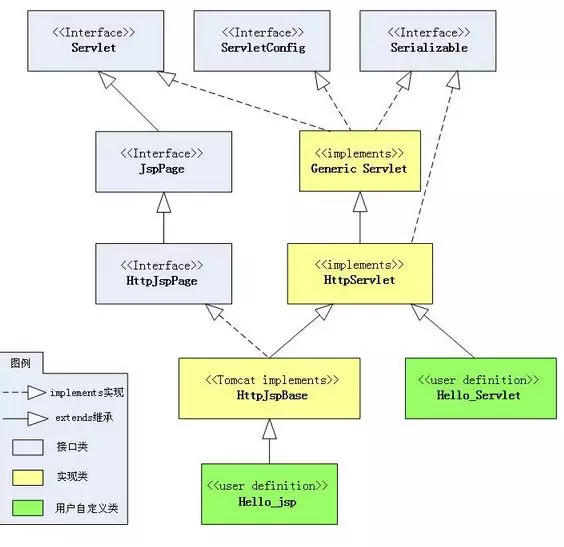 <<Interface>>
Servlet
<<Interface>>
ServletConfig
<<Interface>>
Serializable
<<Interface>>
JspPage
<<implements>>
Generic Servlet
<<Interface>>
HttpJspPage
<<implements>>
HttpServlet
<<Tomcat implements>>
HttpJspBase
<<user definition>>
Hello_Servlet
<<user definition>>
Hello_jsp
图例
implements实现
extends继承
接口类
实现类
用户自定义类